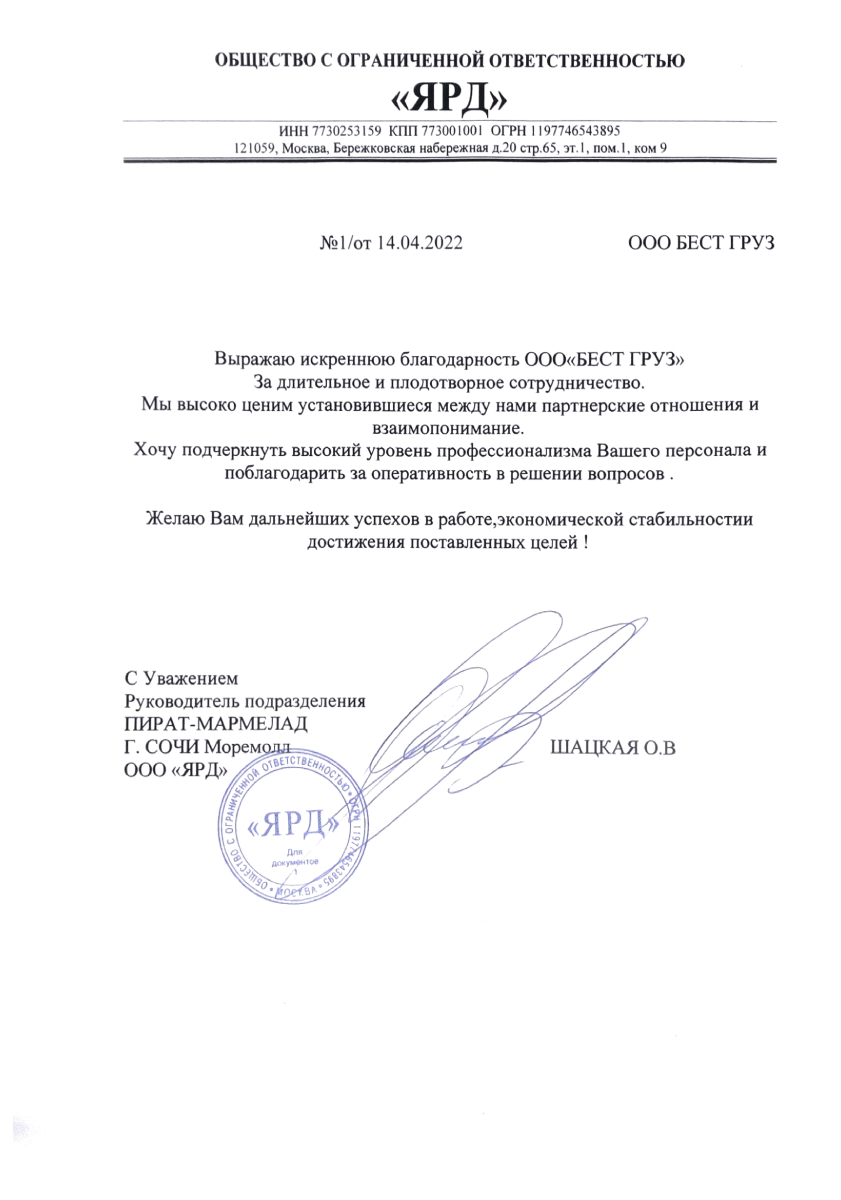 ОБЩЕСТВО С ОГРАНИЧЕННОЙ ОТВЕТСТВЕННОСТЬЮ
«ЯРД»
ИНН 7730253159 КПП 773001001 ОГРН 1197746543895
121059, Москва, Бережковская набережная д.20 стр.65, эт.1, пом.1, ком 9
№1/от 14.04.2022 ООО БЕСТ ГРУЗ
Выражаю искреннюю благодарность ООО«БЕСТ ГРУЗ»
За длительное и плодотворное сотрудничество.
Мы высоко ценим установившиеся между нами партнерские отношения и
взаимопонимание.
Хочу подчеркнуть высокий уровень профессионализма Вашего персонала и
поблагодарить за оперативность в решении вопросов .
Желаю Вам дальнейших успехов в работе,экономической стабильностии
достижения поставленных целей !
С Уважением
Руководитель подразделения
ПИРАТ-МАРМЕЛАД
Г. СОЧИ Моремолл
ШАЦКАЯ О.В
ООО «ЯРД»
ОБЩЕСТВО С ОГРАНИЧЕННОЙ ОТВЕТСТВЕННОСТЬЮ * ОГРН 1197746543895 * МОСКВА *
«ЯРД»
Для
документов
1